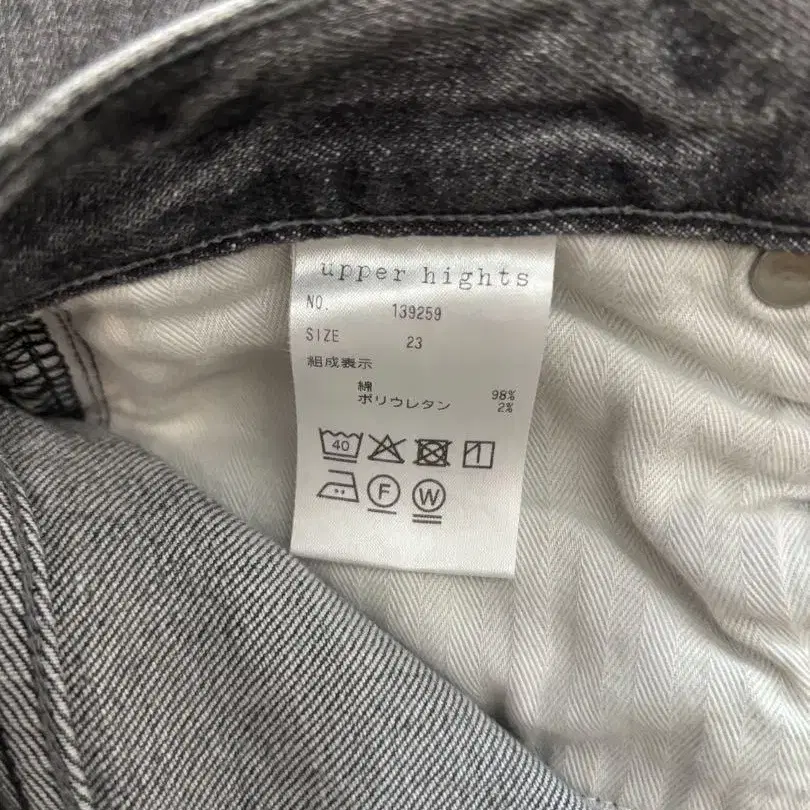 upper hights
NO. 139259
SIZE 23
組成表示
綿 98%
ポリウレタン 2%
40
F W